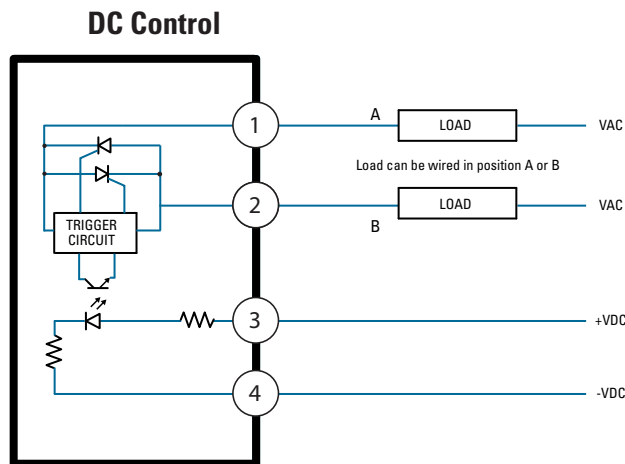 DC Control
1
A
LOAD
VAC
Load can be wired in position A or B
2
B
LOAD
VAC
TRIGGER
CIRCUIT
3
+VDC
4
-VDC